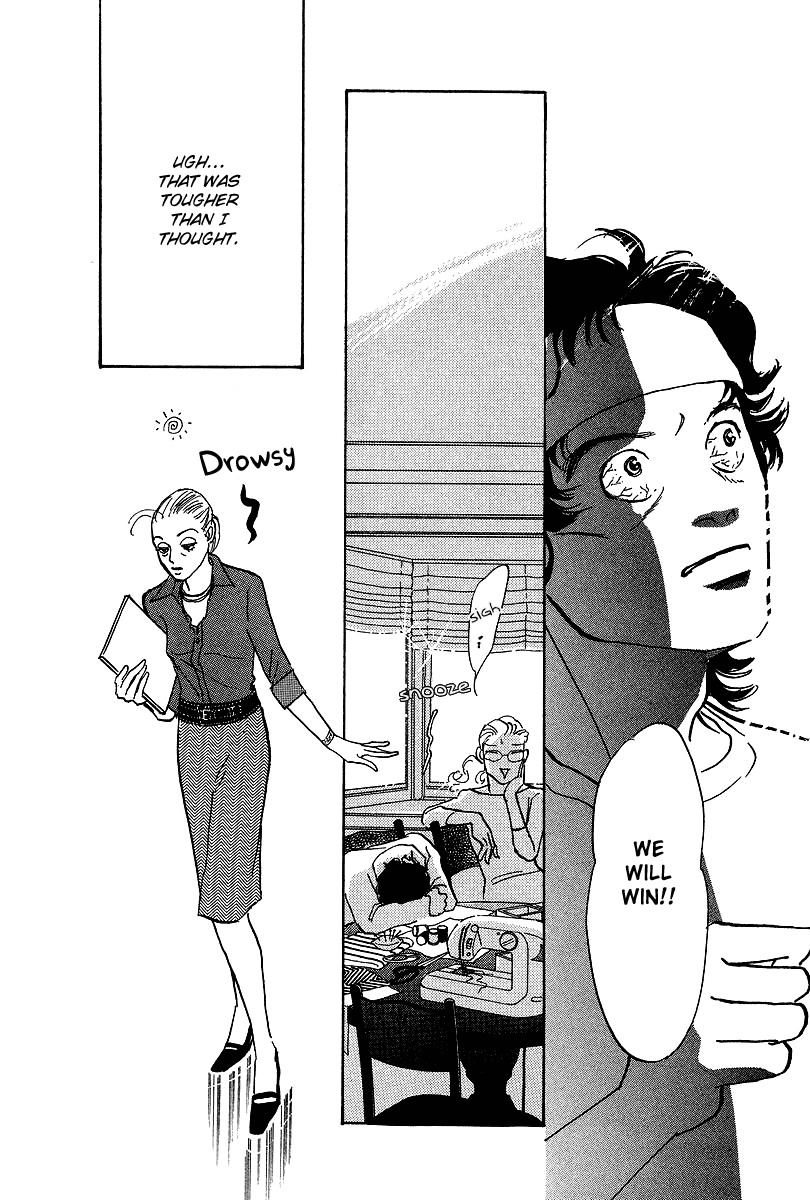 WE
WILL
WIN!!
sigh
snooze
UGH...
THAT WAS
TOUGHER
THAN I
THOUGHT.
Drowsy